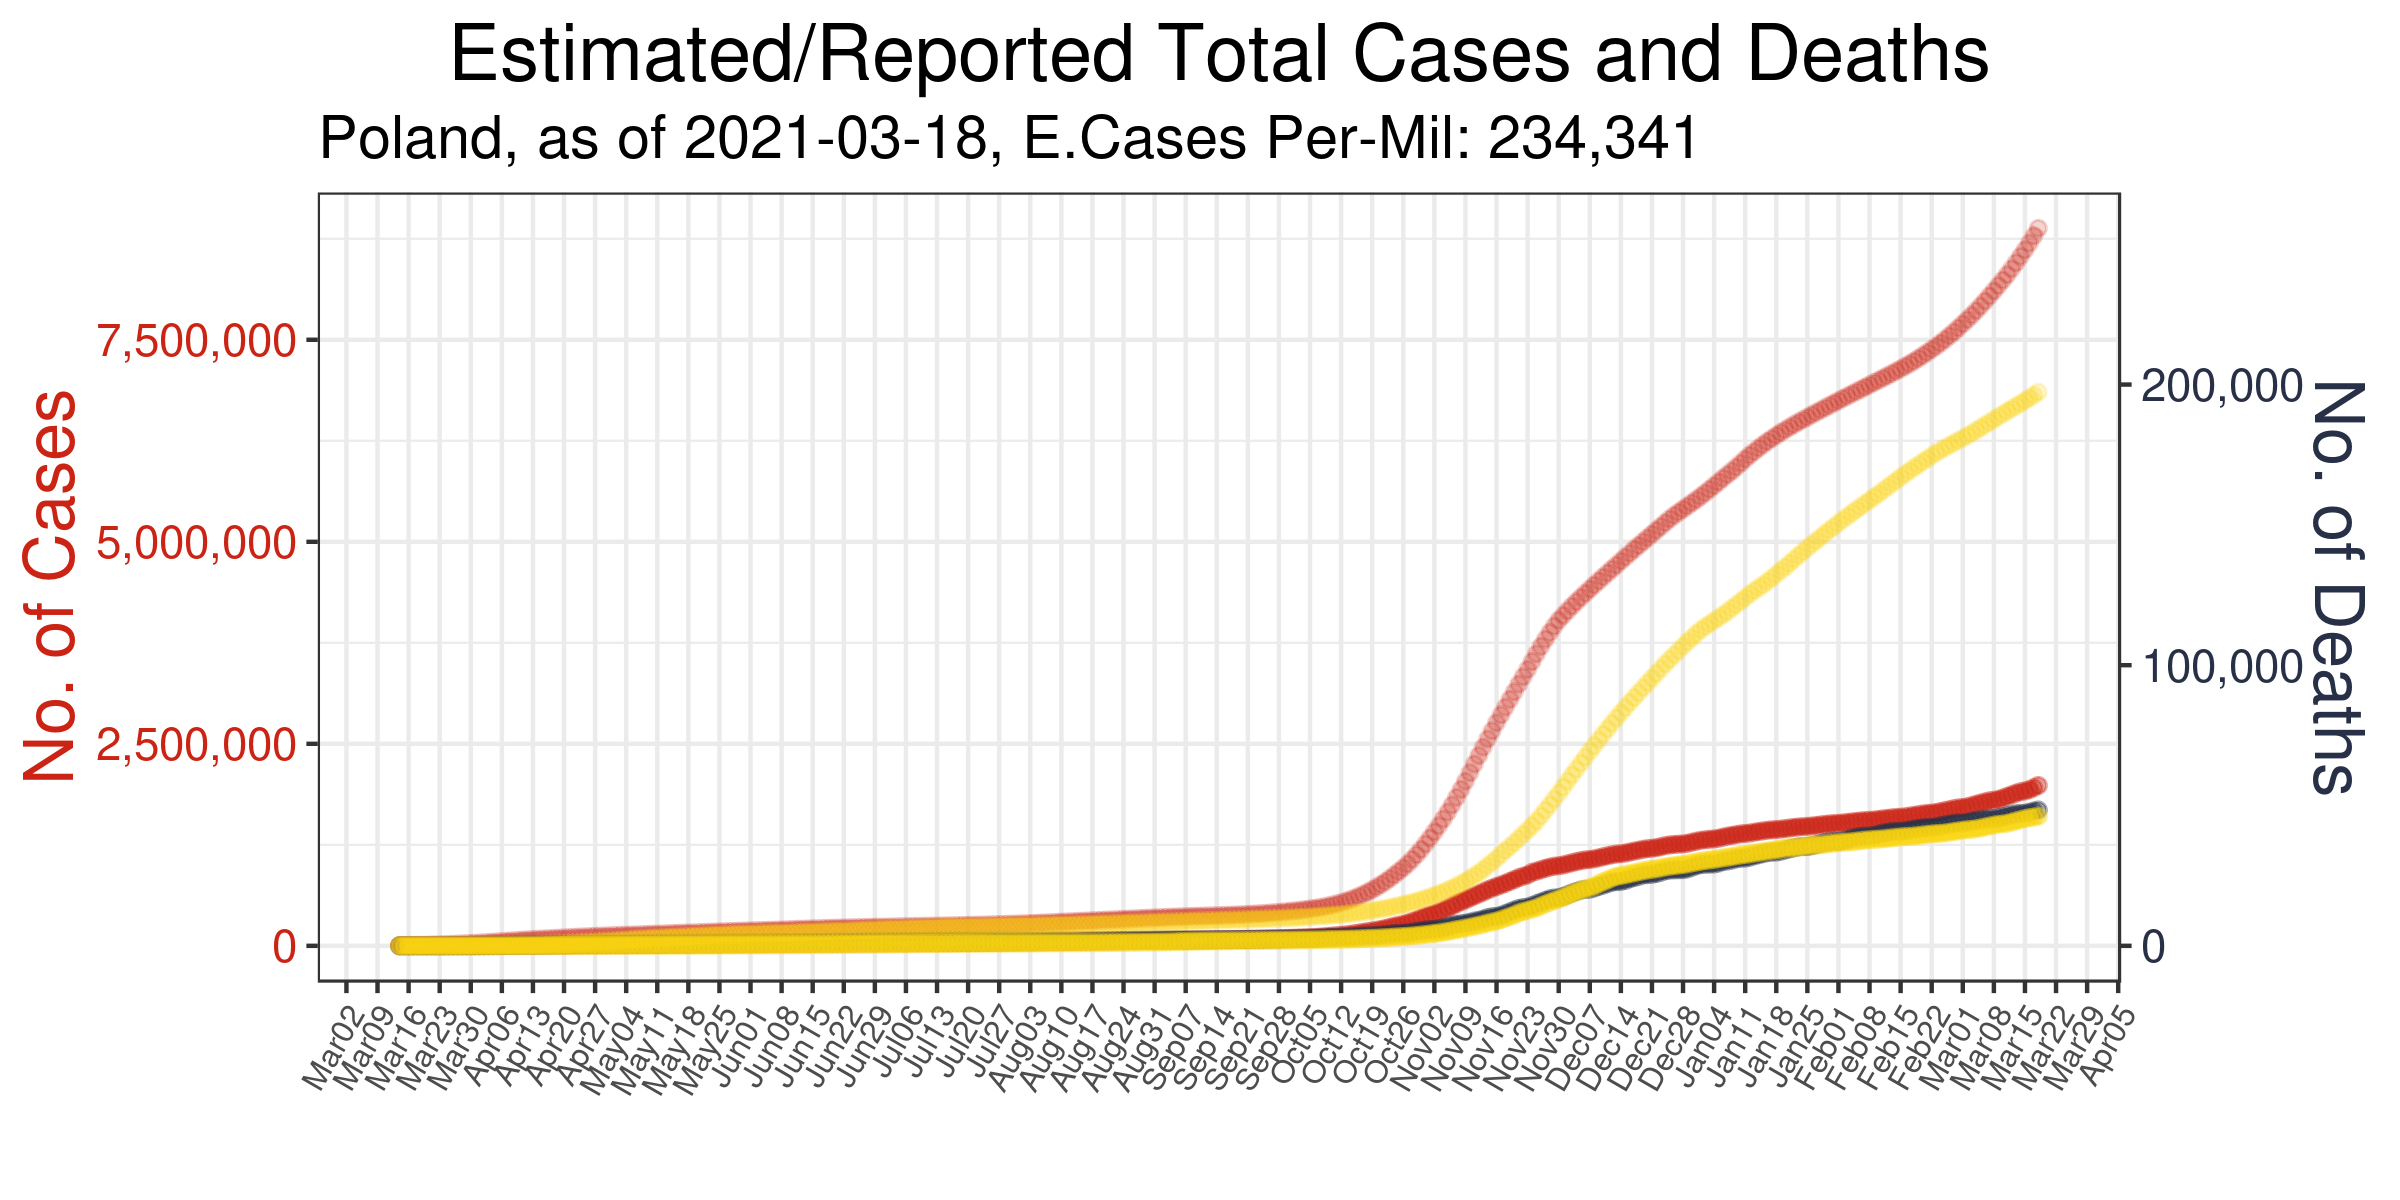 Estimated/Reported Total Cases and Deaths
Poland, as of 2021-03-18, E.Cases Per-Mil: 234,341
No. of Cases
7,500,000
5,000,000
2,500,000
0
200,000
100,000
0
No. of Deaths
Mar02
Mar09
Mar16
Mar23
Mar30
Apr06
Apr13
Apr20
Apr27
May04
May11
May18
May25
Jun01
Jun08
Jun15
Jun22
Jun29
Jul06
Jul13
Jul20
Jul27
Aug03
Aug10
Aug17
Aug24
Aug31
Sep07
Sep14
Sep21
Sep28
Oct05
Oct12
Oct19
Oct26
Nov02
Nov09
Nov16
Nov23
Nov30
Dec07
Dec14
Dec21
Dec28
Dec04
Jan11
Jan18
Jan25
Feb01
Feb08
Feb15
Feb22
Mar01
Mar08
Mar15
Mar22
Mar29
Apr05